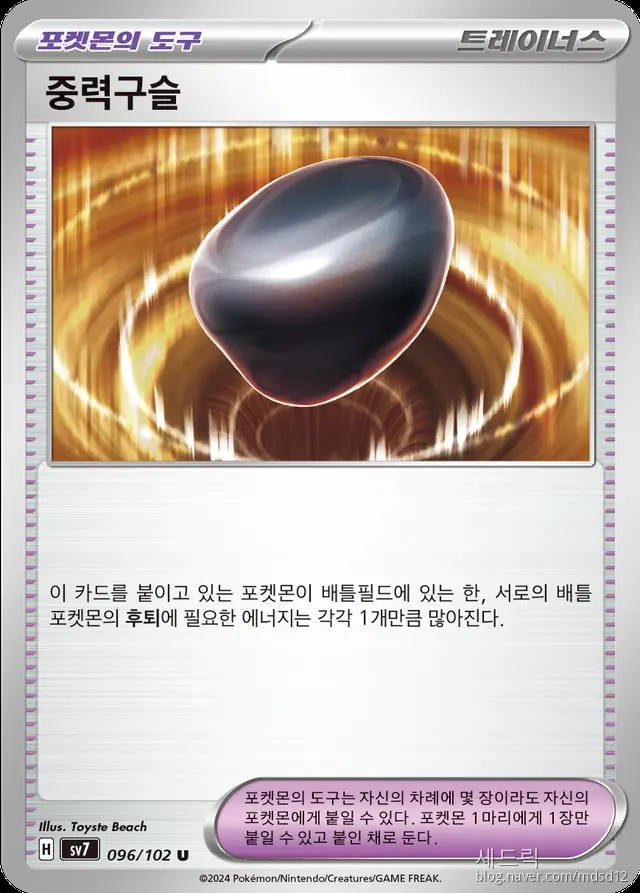 포켓몬의 도구
트레이너스
중력구슬
이 카드를 붙이고 있는 포켓몬이 배틀필드에 있는 한, 서로의 배틀
포켓몬의 후퇴에 필요한 에너지는 각각 1개만큼 많아진다.
포켓몬의 도구는 자신의 차례에 몇 장이라도 자신의
포켓몬에게 붙일 수 있다. 포켓몬 1마리에게 1장만
붙일 수 있고 붙인 채로 둔다.
Illus. Toyste Beach
H sv7 096/102 U
©2024 Pokémon/Nintendo/Creatures/GAME FREAK.
세드릭
blog.naver.com/mdsd12